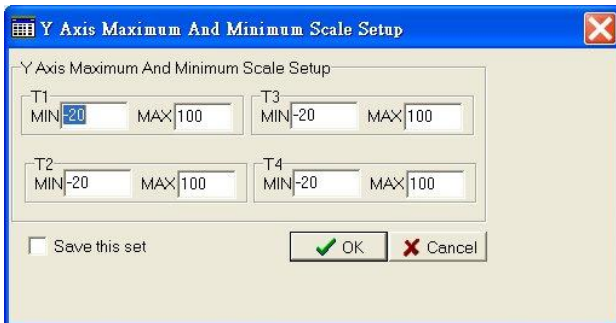 Y Axis Maximum And Minimum Scale Setup
Y Axis Maximum And Minimum Scale Setup
T1
MIN -20 MAX 100
T3
MIN -20 MAX 100
T2
MIN -20 MAX 100
T4
MIN -20 MAX 100
Save this set
OK
Cancel